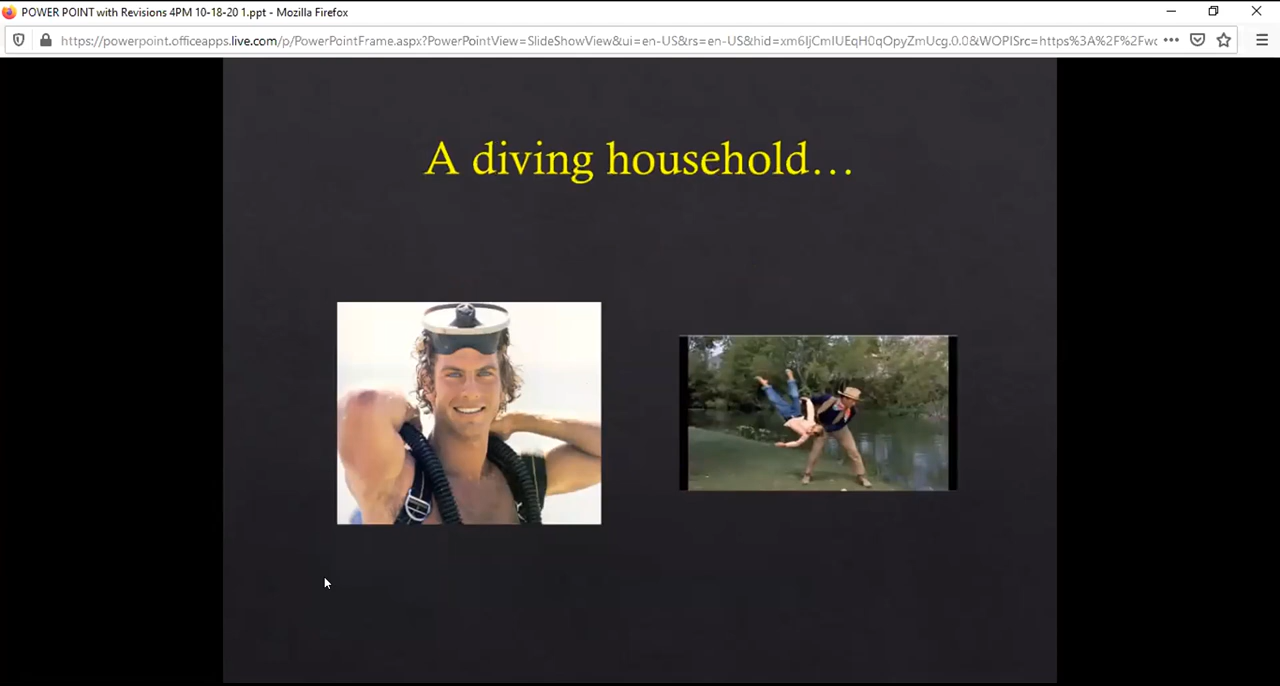 POWER POINT with Revisions 4PM 10-18-20 1.ppt - Mozilla Firefox
https://powerpoint.officeapps.live.com/p/PowerPointFrame.aspx?PowerPointView=SlideShowView&ui=en-US&rs=en-US&hid=xm6IjCmIUEqH0qOpyZmUcg.0.0&WOPISrc=https%3A%2F%2Fwc
A diving household…